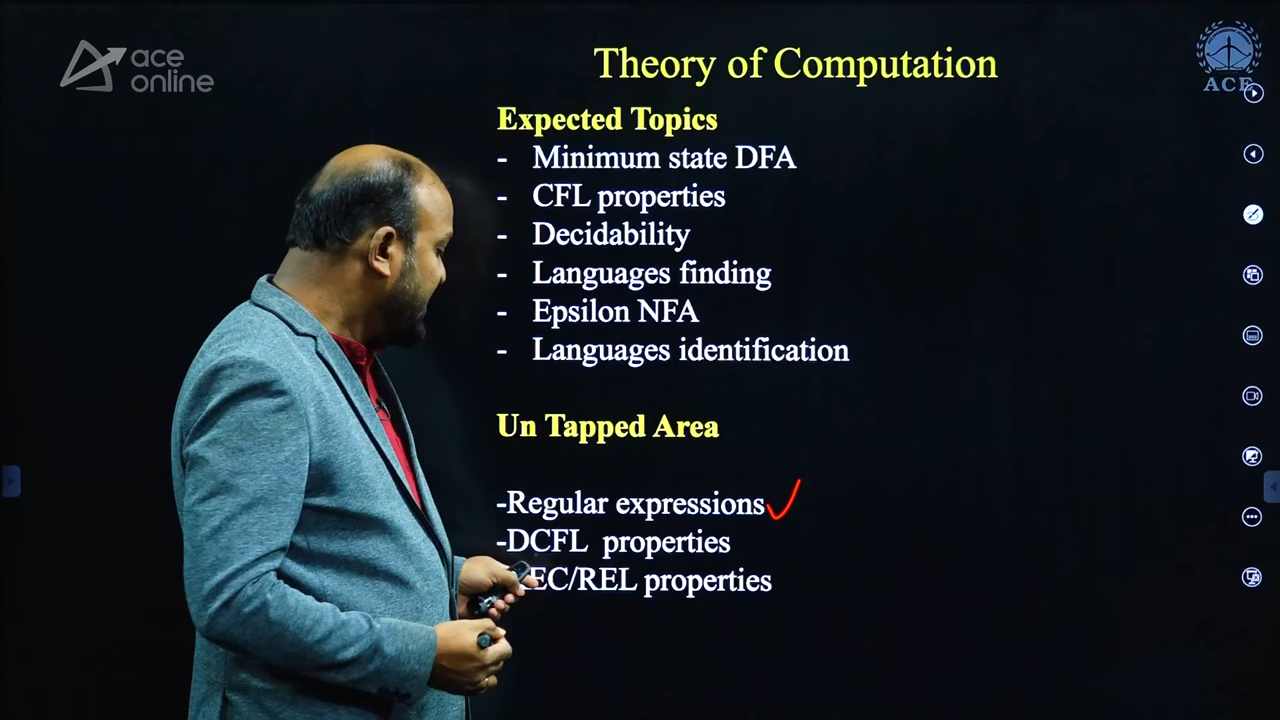 ace
online
Theory of Computation
ACE
Expected Topics
- Minimum state DFA
- CFL properties
- Decidability
- Languages finding
- Epsilon NFA
- Languages identification
Un Tapped Area
-Regular expressions
-DCFL properties
EC/REL properties